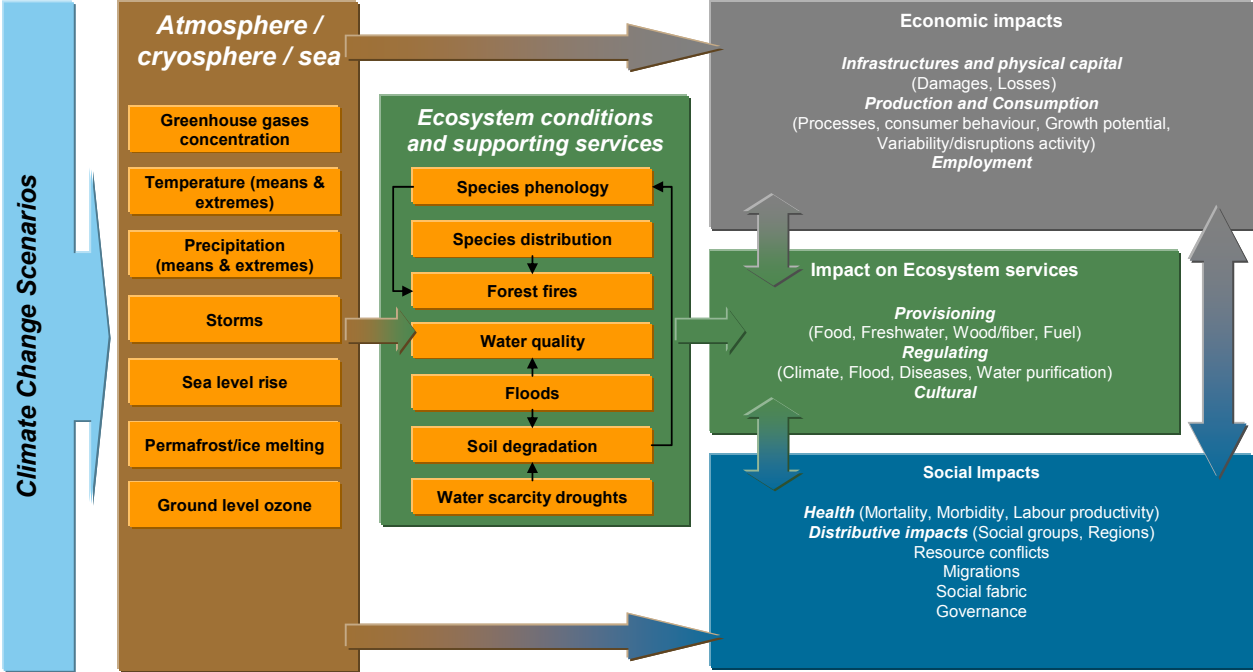 Climate Change Scenarios
Atmosphere /
cryosphere / sea
Greenhouse gases
concentration
Temperature (means &
extremes)
Precipitation
(means & extremes)
Storms
Sea level rise
Permafrost/ice melting
Ground level ozone
Ecosystem conditions
and supporting services
Species phenology
Species distribution
Forest fires
Water quality
Floods
Soil degradation
Water scarcity droughts
Economic impacts
Infrastructures and physical capital
(Damages, Losses)
Production and Consumption
(Processes, consumer behaviour, Growth potential,
Variability/disruptions activity)
Employment
Impact on Ecosystem services
Provisioning
(Food, Freshwater, Wood/fiber, Fuel)
Regulating
(Climate, Flood, Diseases, Water purification)
Cultural
Social Impacts
Health (Mortality, Morbidity, Labour productivity)
Distributive impacts (Social groups, Regions)
Resource conflicts
Migrations
Social fabric
Governance